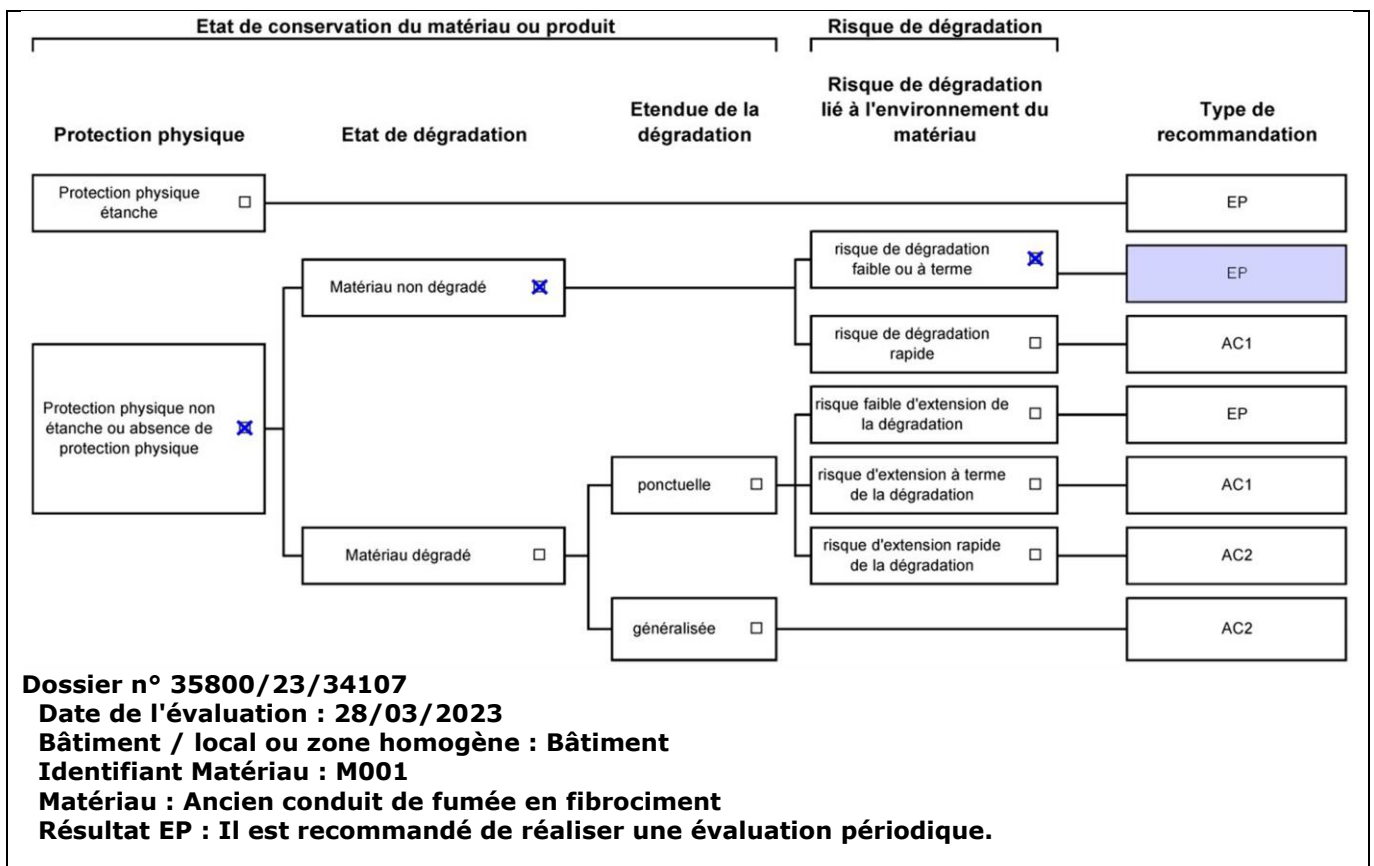 Etat de conservation du matériau ou produit
Risque de dégradation
Protection physique
Etat de dégradation
Etendue de la
dégradation
Risque de dégradation
lié à l'environnement du
matériau
Type de
recommandation
Protection physique
étanche
EP
risque de dégradation
faible ou à terme
EP
Matériau non dégradé
risque de dégradation
rapide
AC1
Protection physique non
étanche ou absence de
protection physique
risque faible d'extension de
la dégradation
EP
ponctuelle
risque d'extension à terme
de la dégradation
AC1
Matériau dégradé
risque d'extension rapide
de la dégradation
AC2
généralisée
AC2
Dossier n° 35800/23/34107
Date de l'évaluation : 28/03/2023
Bâtiment / local ou zone homogène : Bâtiment
Identifiant Matériau : M001
Matériau : Ancien conduit de fumée en fibrociment
Résultat EP : Il est recommandé de réaliser une évaluation périodique.